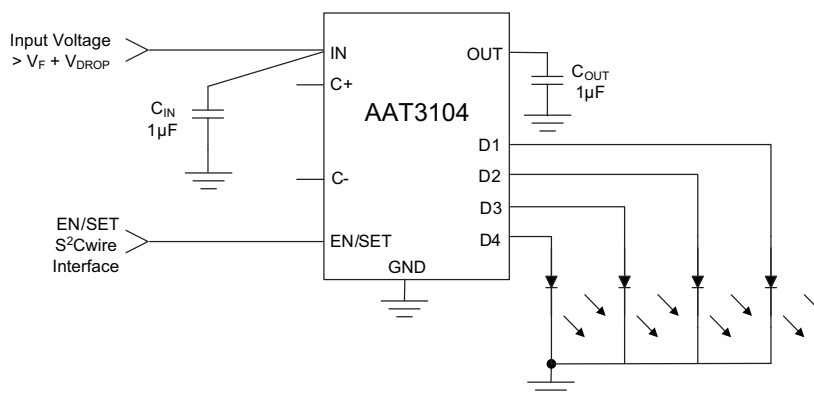 Input Voltage
> V_F + V_DROP
C_IN
1µF
IN
C+
C-
EN/SET
S²Cwire
Interface
EN/SET
GND
AAT3104
OUT
C_OUT
1µF
D1
D2
D3
D4